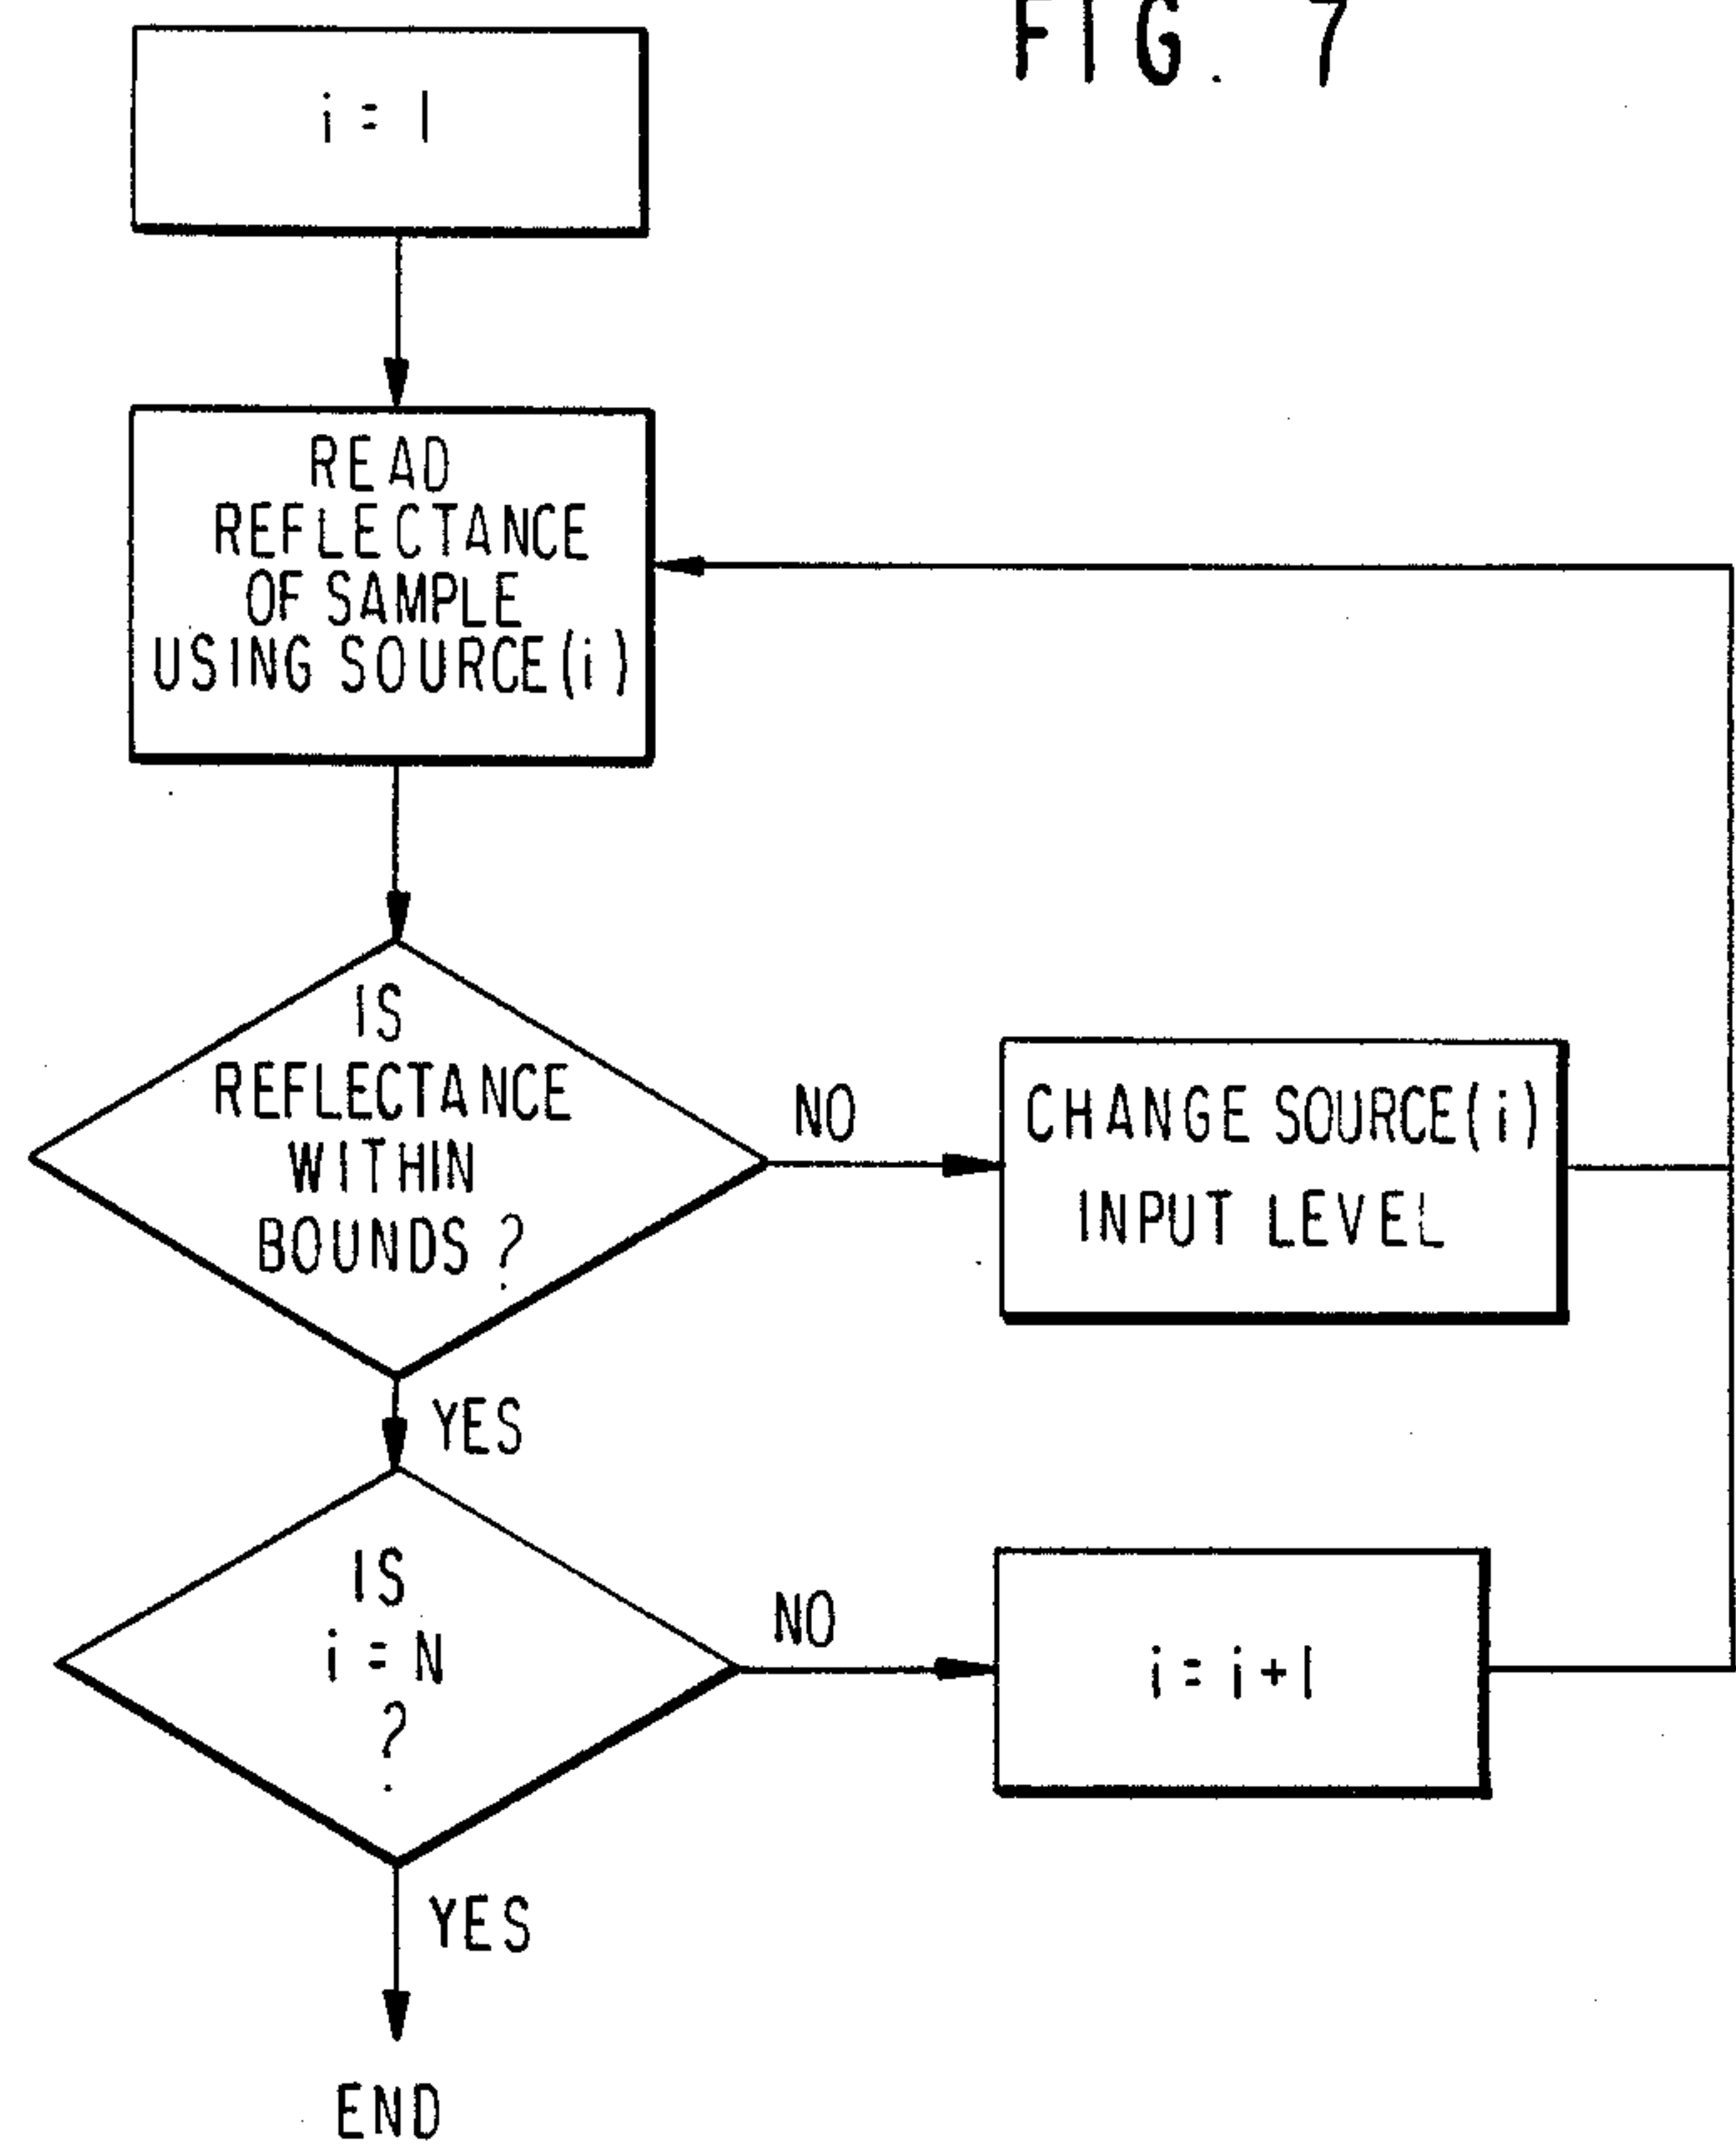 FIG. 7
i = 1
READ
REFLECTANCE
OF SAMPLE
USING SOURCE(i)
IS
REFLECTANCE
WITHIN
BOUNDS ?
NO
CHANGE SOURCE(i)
INPUT LEVEL
YES
IS
i = N
?
NO
i = i + 1
YES
END